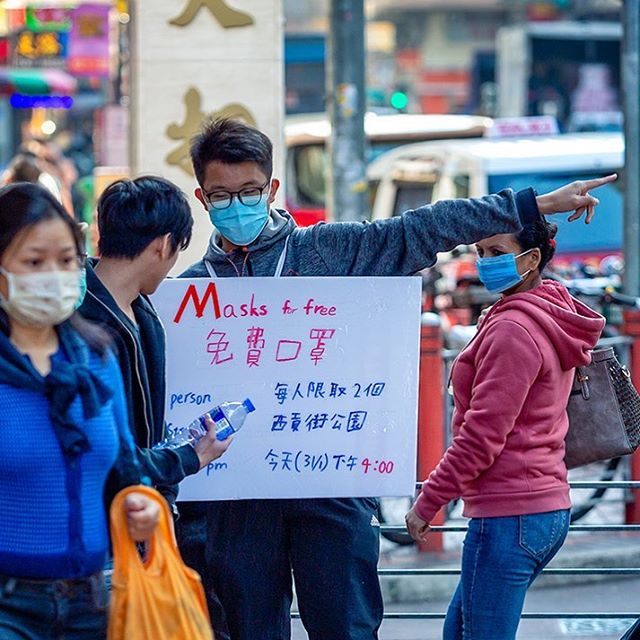 Masks for free
免費口罩
person 每人限取2個
西貢街公園
pm 今天(31/1)下午4:00